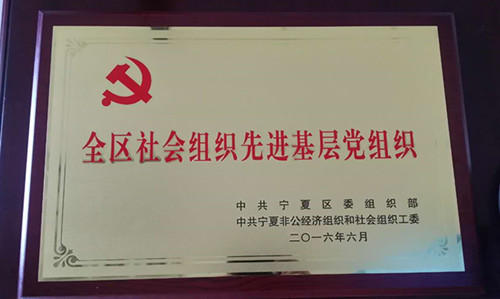 全区社会组织先进基层党组织
中共宁夏区委组织部
中共宁夏非公经济组织和社会组织工委
二〇一六年六月